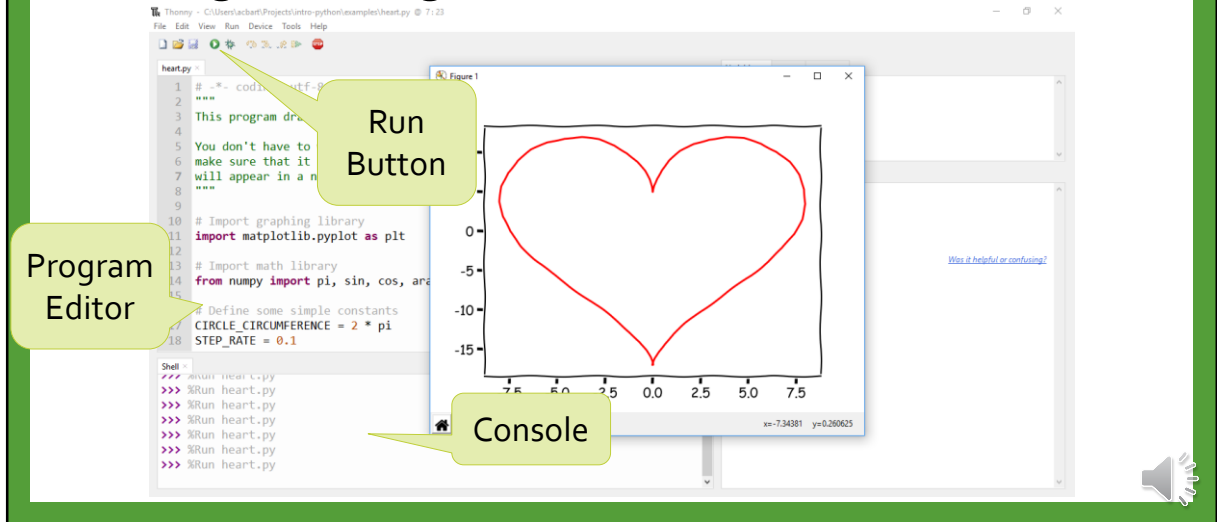 Thonny - C:\Users\acbart\Projects\intro-python\examples\heart.py @ 7:23
File Edit View Run Device Tools Help
heart.py ×
1 # -*-
2 """
3 This program
4
5 You don't have to
6 make sure that it
7 will appear in a
8 """
9
10 # Import graphing library
11 import matplotlib.pyplot as plt
12
13 # Import math library
14 from numpy import pi, sin, cos,
15
# Define some simple constants
17 CIRCLE_CIRCUMFERENCE = 2 * pi
18 STEP_RATE = 0.1
Run
Button
Program
Editor
Figure 1
0
-5
-10
-15
7.5 5.0 2.5 0.0 2.5 5.0 7.5
x=-7.34381 y=0.260625
Was it helpful or confusing?
Shell ×
>>> %Run heart.py
>>> %Run heart.py
>>> %Run heart.py
>>> %Run heart.py
>>> %Run heart.py
>>> %Run heart.py
>>> %Run heart.py
Console